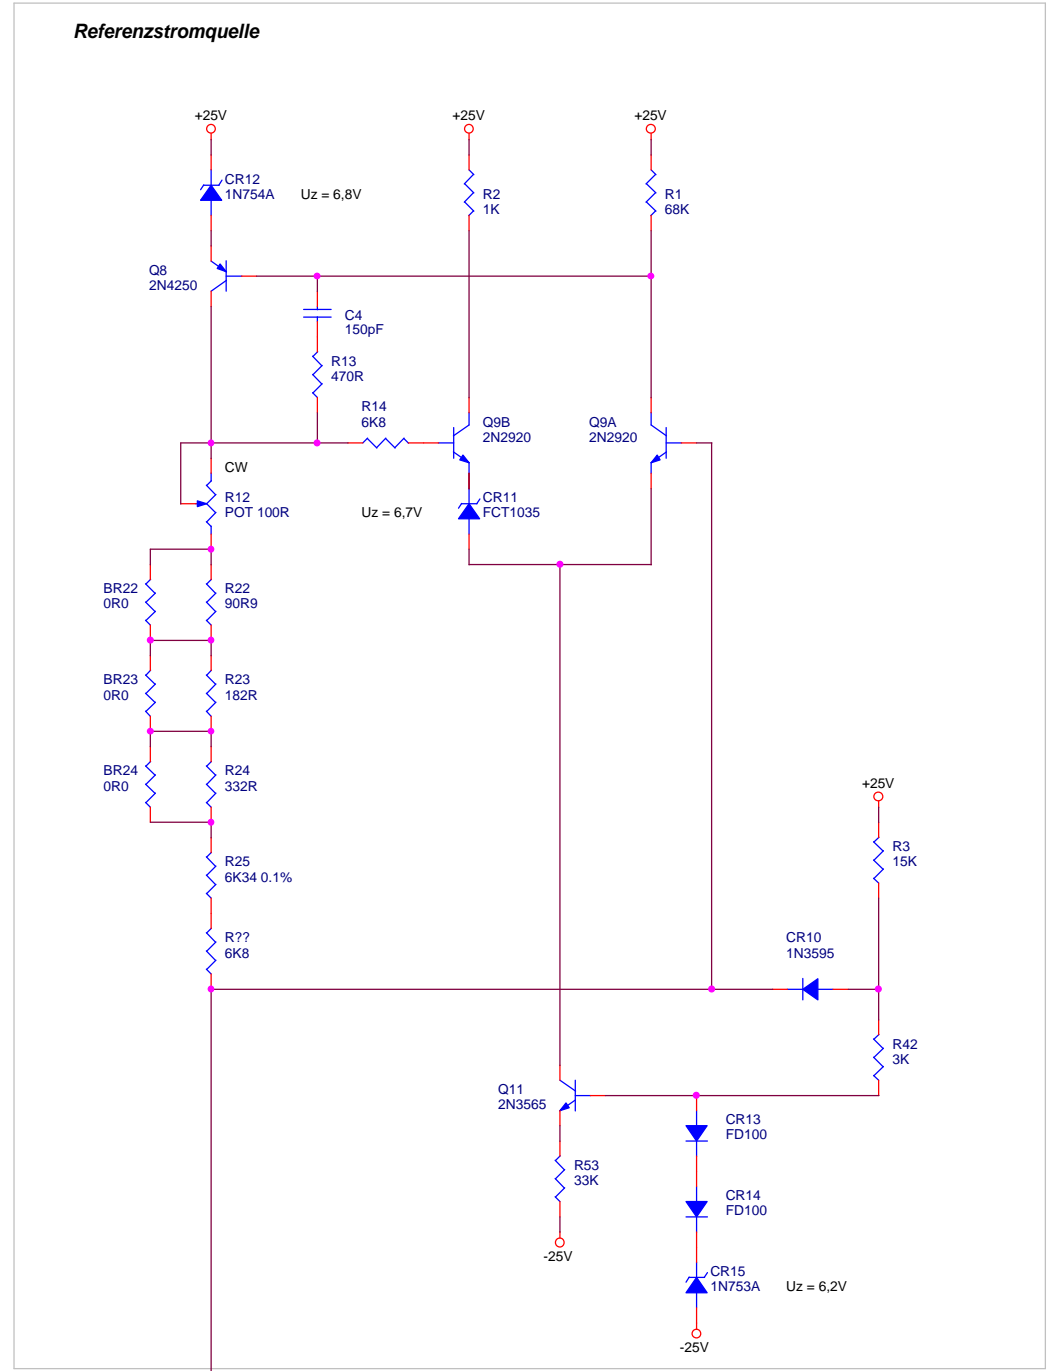 Referenzstromquelle
+25V
+25V
+25V
CR12
1N754A
Uz = 6,8V
R2
1K
R1
68K
Q8
2N4250
C4
150pF
R13
470R
R14
6K8
Q9B
2N2920
Q9A
2N2920
CW
R12
POT 100R
Uz = 6,7V
CR11
FCT1035
BR22
0R0
R22
90R9
BR23
0R0
R23
182R
BR24
0R0
R24
332R
+25V
R3
15K
R25
6K34 0.1%
R??
6K8
CR10
1N3595
R42
3K
Q11
2N3565
CR13
FD100
R53
33K
CR14
FD100
-25V
CR15
1N753A
Uz = 6,2V
-25V